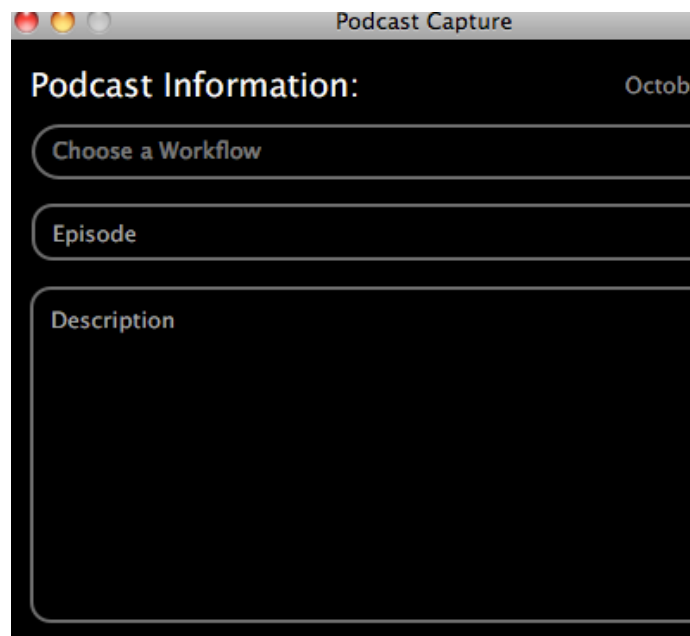 Podcast Capture
Podcast Information:
Octob
Choose a Workflow
Episode
Description